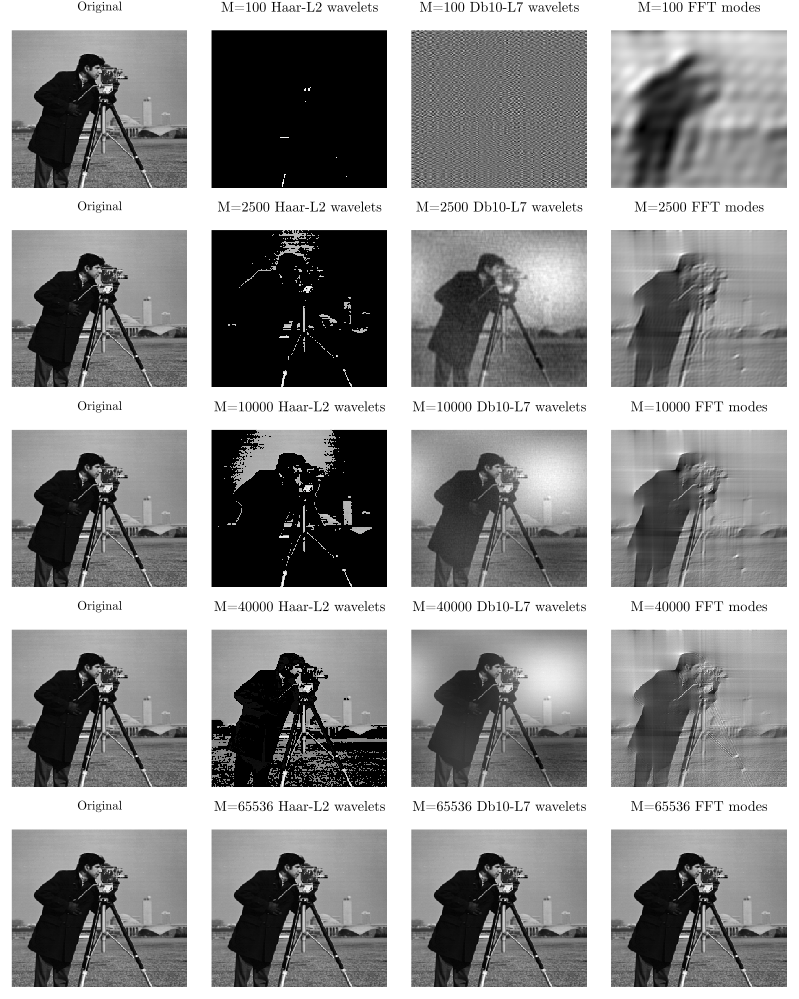 Original M=100 Haar-L2 wavelets M=100 Db10-L7 wavelets M=100 FFT modes
Original M=2500 Haar-L2 wavelets M=2500 Db10-L7 wavelets M=2500 FFT modes
Original M=10000 Haar-L2 wavelets M=10000 Db10-L7 wavelets M=10000 FFT modes
Original M=40000 Haar-L2 wavelets M=40000 Db10-L7 wavelets M=40000 FFT modes
Original M=65536 Haar-L2 wavelets M=65536 Db10-L7 wavelets M=65536 FFT modes